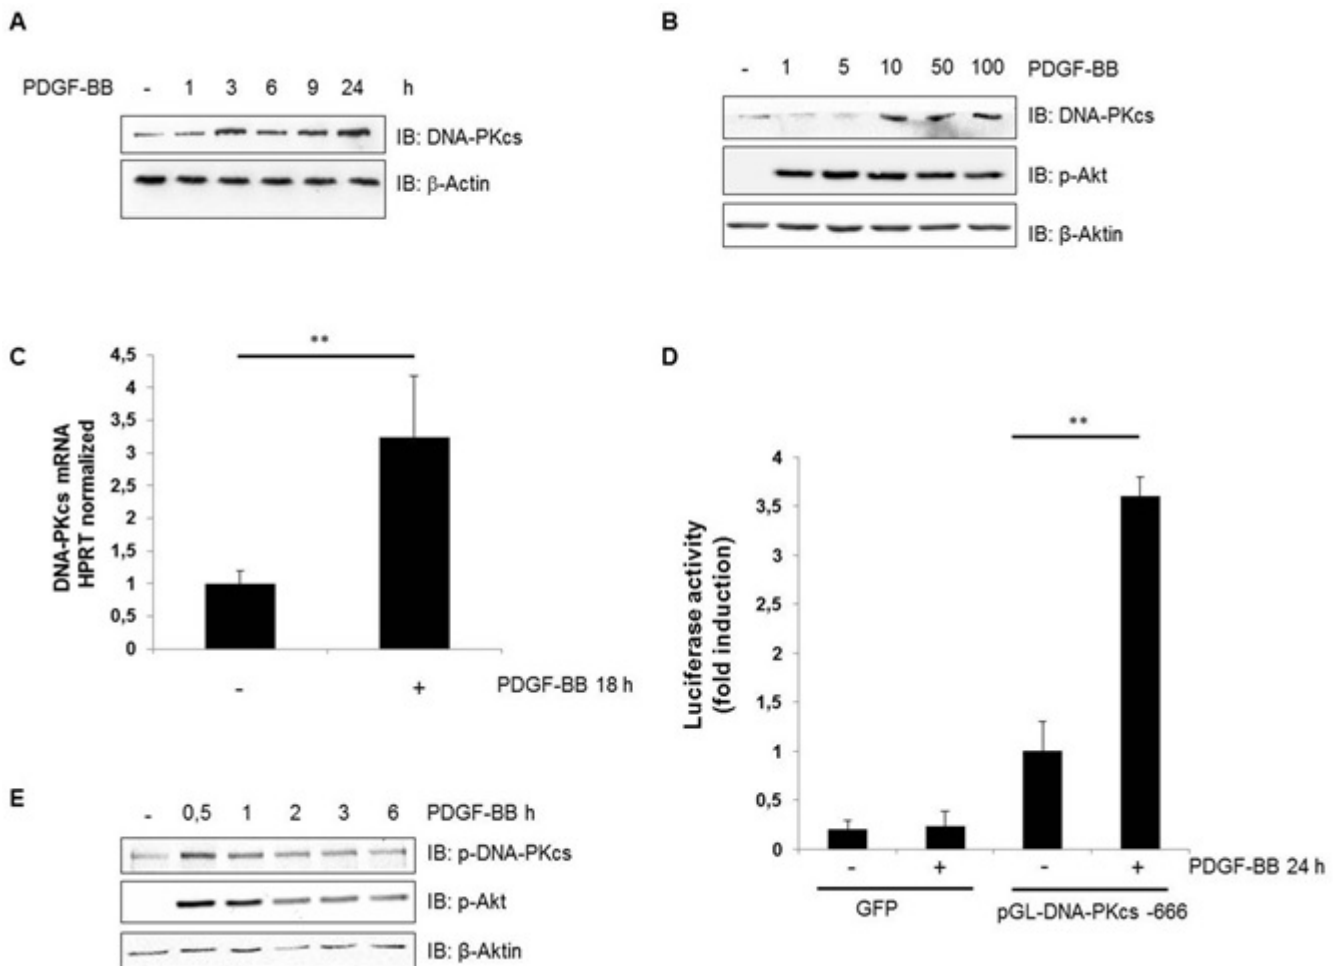 A
PDGF-BB - 1 3 6 9 24 h
IB: DNA-PKcs
IB: β-Actin
B
- 1 5 10 50 100 PDGF-BB
IB: DNA-PKcs
IB: p-Akt
IB: β-Aktin
C
**
4,5
4
3,5
3
2,5
2
1,5
1
0,5
0
DNA-PKcs mRNA
HPRT normalized
- + PDGF-BB 18 h
D
**
4
3,5
3
2,5
2
1,5
1
0,5
0
Luciferase activity
(fold induction)
- + - + PDGF-BB 24 h
GFP pGL-DNA-PKcs -666
E
- 0,5 1 2 3 6 PDGF-BB h
IB: p-DNA-PKcs
IB: p-Akt
IB: β-Aktin